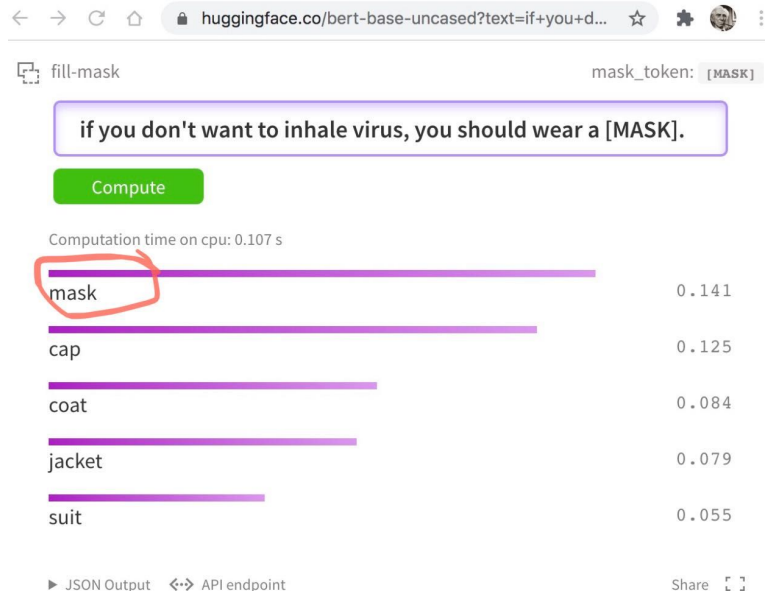 huggingface.co/bert-base-uncased?text=if+you+d...
fill-mask mask_token: [MASK]
if you don't want to inhale virus, you should wear a [MASK].
Compute
Computation time on cpu: 0.107 s
mask 0.141
cap 0.125
coat 0.084
jacket 0.079
suit 0.055
JSON Output API endpoint Share